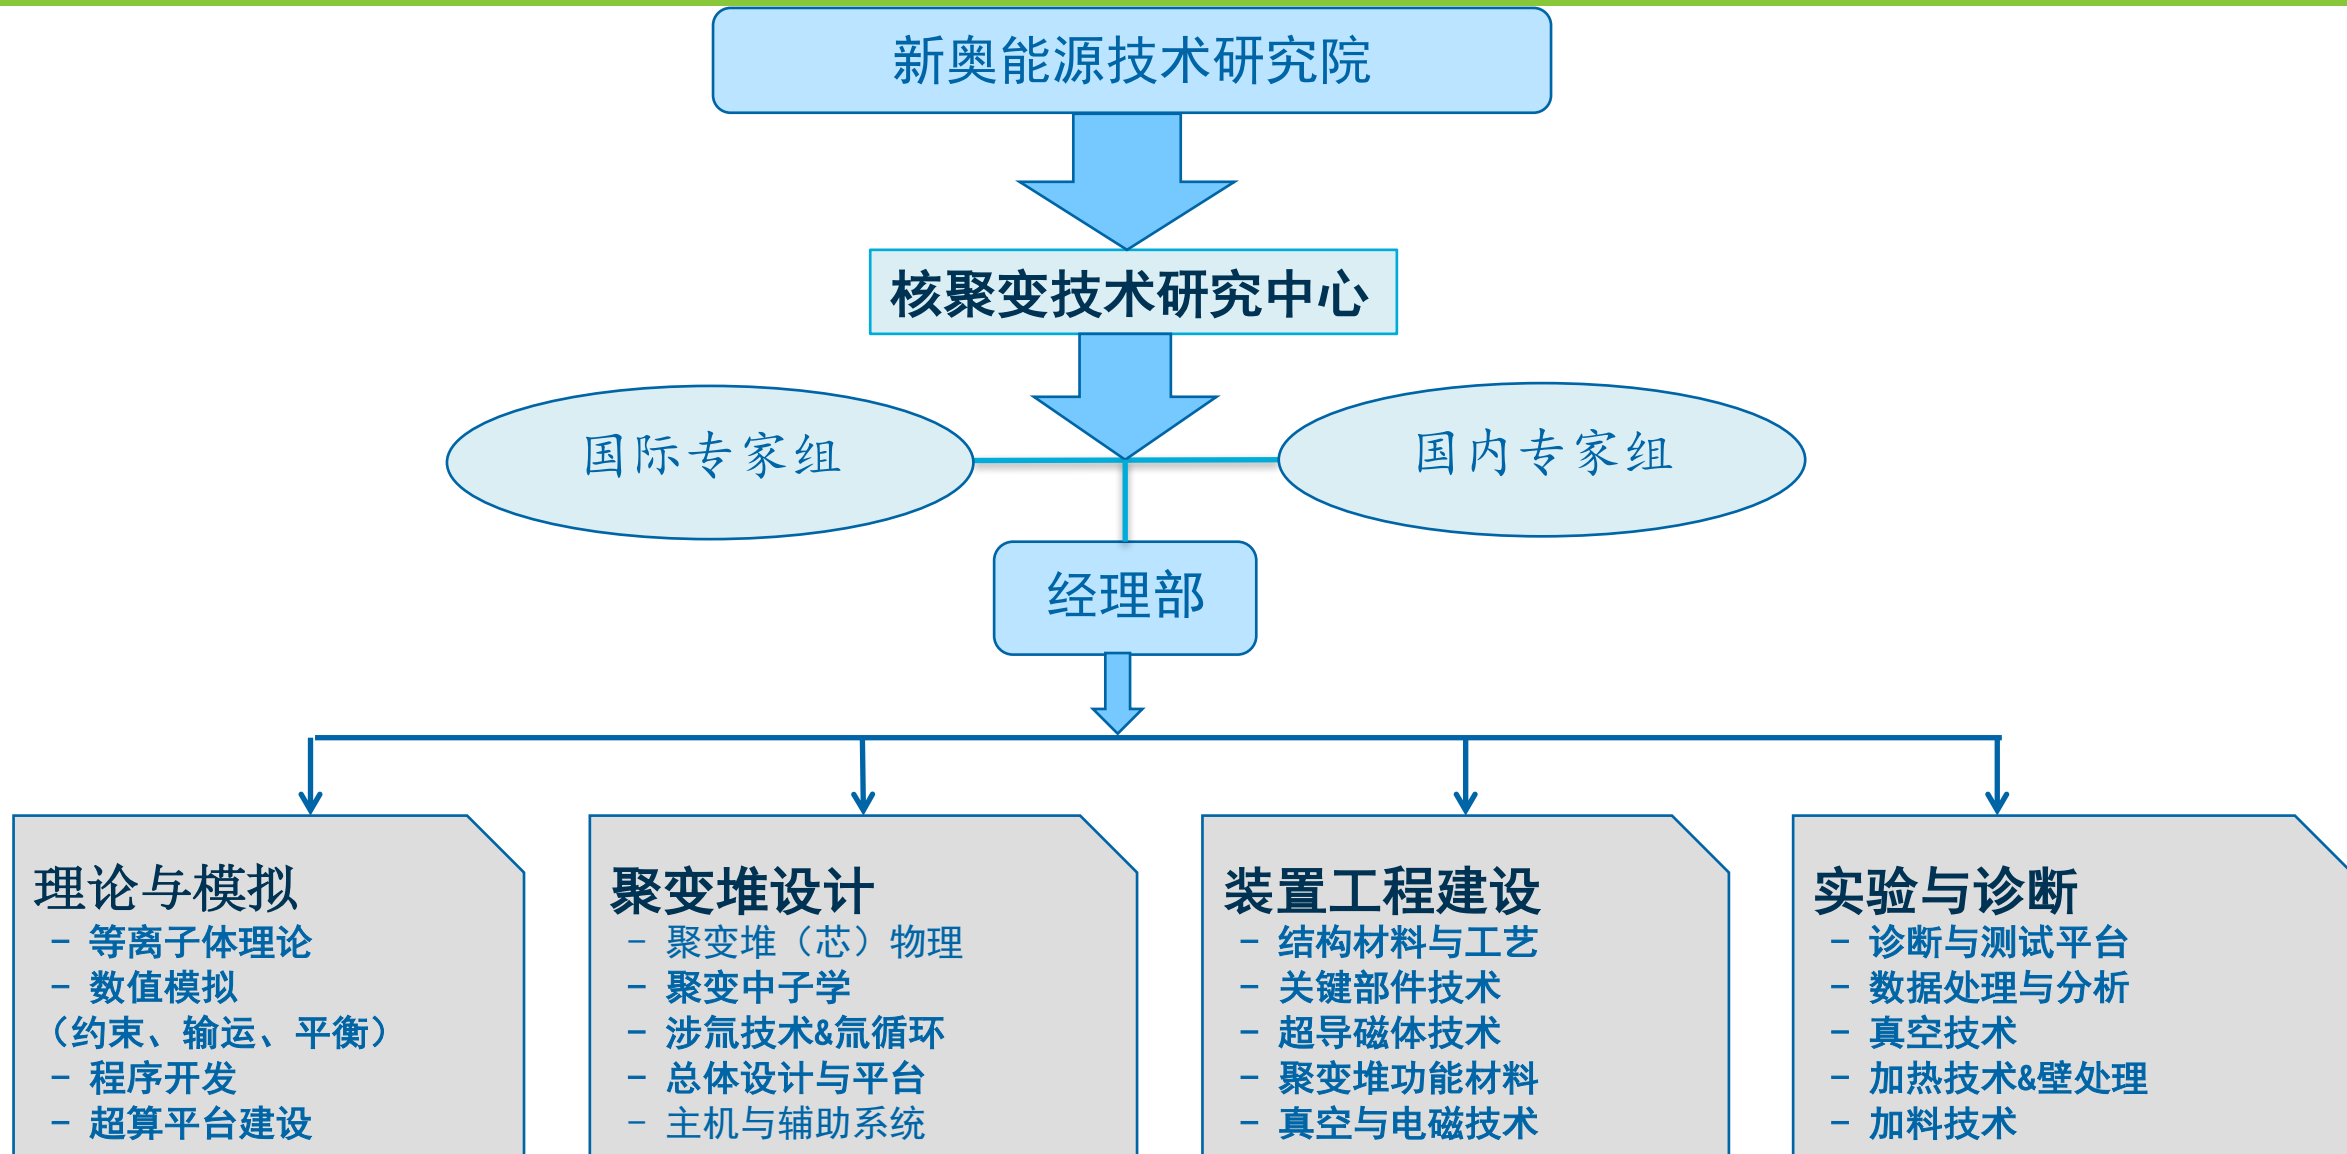 新奥能源技术研究院
核聚变技术研究中心
国际专家组
国内专家组
经理部
理论与模拟
– 等离子体理论
– 数值模拟
（约束、输运、平衡）
– 程序开发
– 超算平台建设
聚变堆设计
– 聚变堆（芯）物理
– 聚变中子学
– 涉氚技术&氚循环
– 总体设计与平台
– 主机与辅助系统
装置工程建设
– 结构材料与工艺
– 关键部件技术
– 超导磁体技术
– 聚变堆功能材料
– 真空与电磁技术
实验与诊断
– 诊断与测试平台
– 数据处理与分析
– 真空技术
– 加热技术&壁处理
– 加料技术